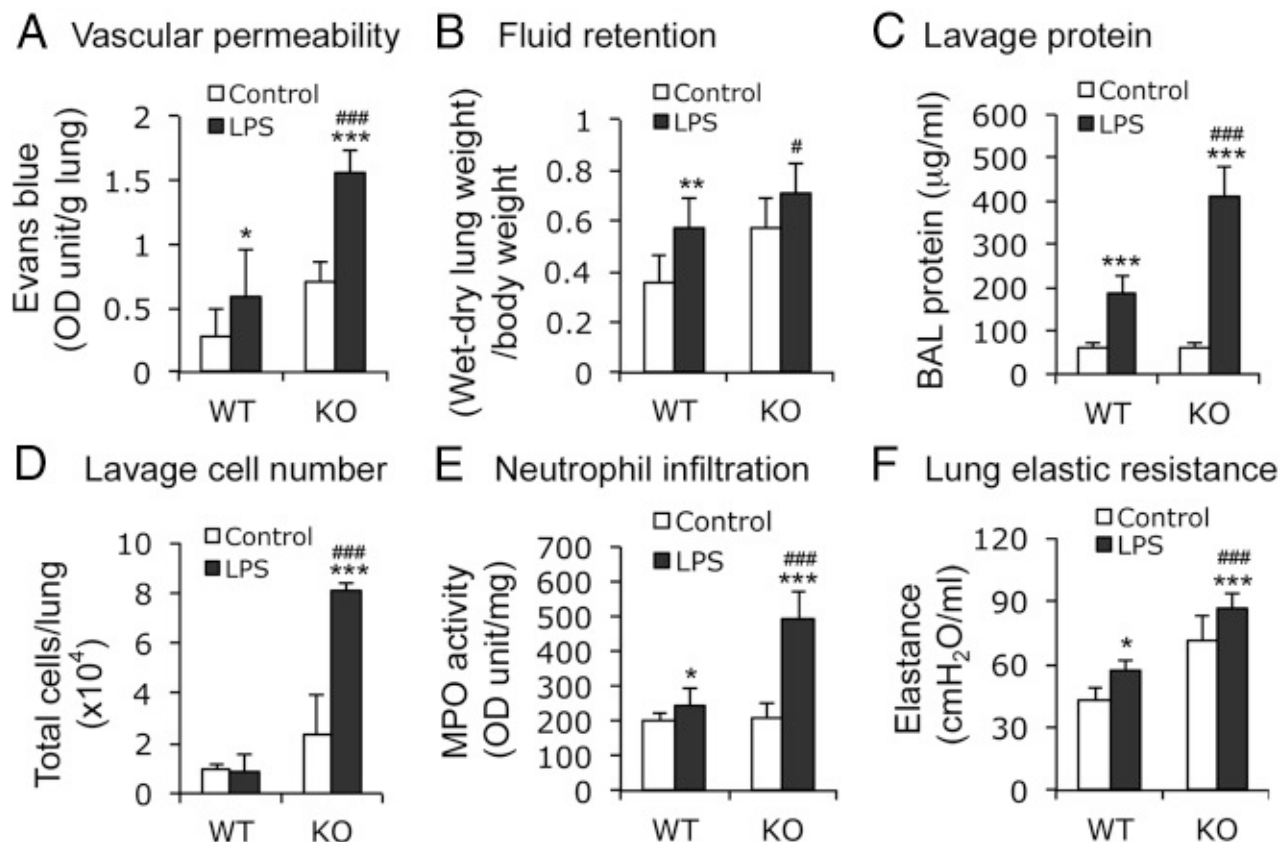 A Vascular permeability
Control
LPS
Evans blue
(OD unit/g lung)
2
1.5
1
0.5
0
*
###
***
WT KO
B Fluid retention
Control
LPS
(Wet-dry lung weight)
/body weight
1
0.8
0.6
0.4
0.2
0
**
#
WT KO
C Lavage protein
Control
LPS
BAL protein (μg/ml)
600
500
400
300
200
100
0
***
###
***
WT KO
D Lavage cell number
Control
LPS
Total cells/lung
(x10⁴)
10
8
6
4
2
0
###
***
WT KO
E Neutrophil infiltration
Control
LPS
MPO activity
(OD unit/mg)
700
600
500
400
300
200
100
0
*
###
***
WT KO
F Lung elastic resistance
Control
LPS
Elastance
(cmH₂O/ml)
120
90
60
30
0
*
###
***
WT KO